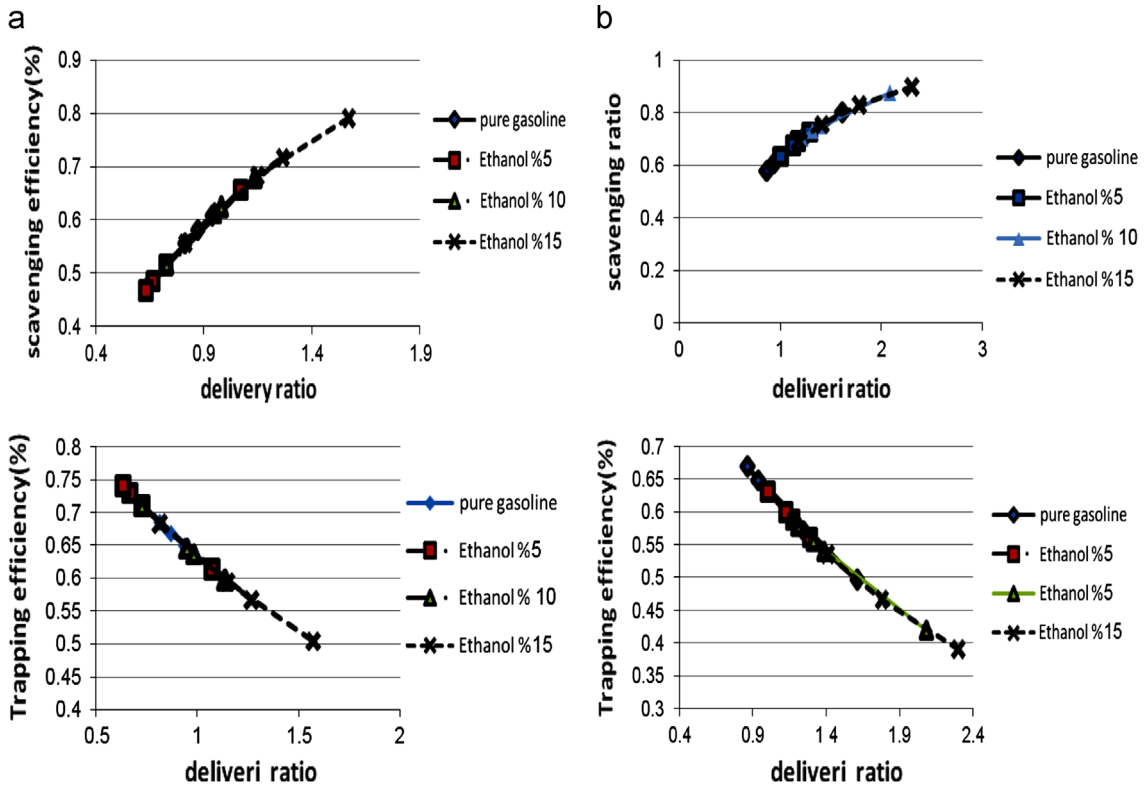 a
b
scavenging efficiency(%)
0.9
0.8
0.7
0.6
0.5
0.4
0.4 0.9 1.4 1.9
delivery ratio
pure gasoline
Ethanol %5
Ethanol % 10
Ethanol %15
scavenging ratio
1
0.8
0.6
0.4
0.2
0
0 1 2 3
deliveri ratio
pure gasoline
Ethanol %5
Ethanol % 10
Ethanol %15
Trapping efficiency(%)
0.8
0.75
0.7
0.65
0.6
0.55
0.5
0.45
0.4
0.5 1 1.5 2
deliveri ratio
pure gasoline
Ethanol %5
Ethanol % 10
Ethanol %15
Trapping efficiency(%)
0.7
0.65
0.6
0.55
0.5
0.45
0.4
0.35
0.3
0.4 0.9 1 4 1.9 2.4
deliveri ratio
pure gasoline
Ethanol %5
Ethanol %5
Ethanol %15